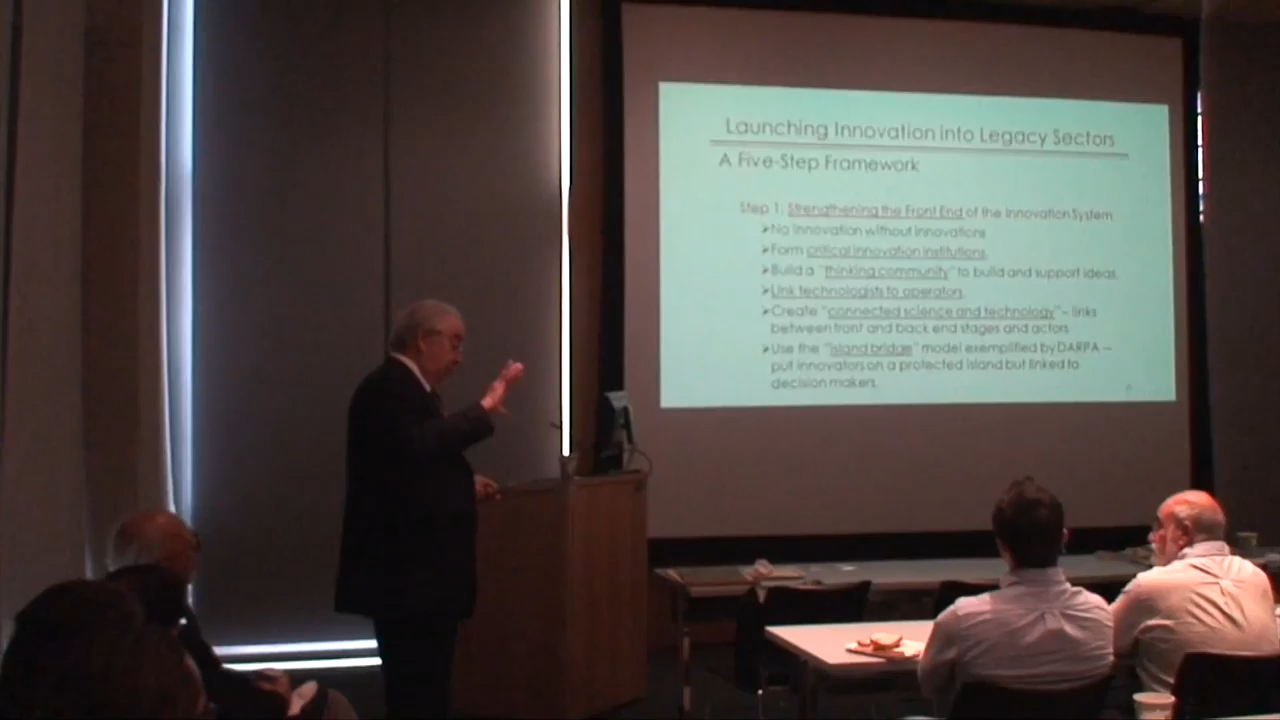 Launching Innovation into Legacy Sectors
A Five-Step Framework
Step 1: Strengthening the Front End of the Innovation System
➢No innovation without innovations
➢Form critical innovation institutions.
➢Build a "thinking community" to build and support ideas.
➢Link technologists to operators.
➢Create "connected science and technology" – links
between front and back end stages and actors
➢Use the "island bridge" model exemplified by DARPA –
put innovators on a protected island but linked to
decision makers.